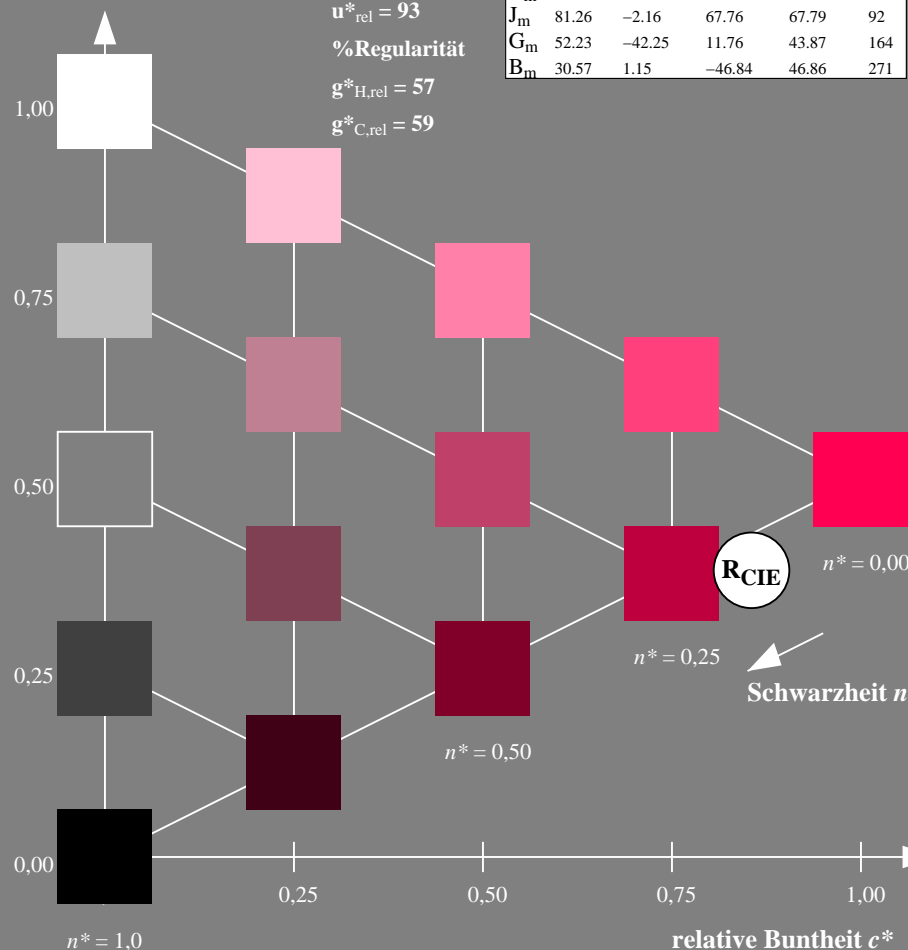 u*rel = 93
%Regularität
g*H,rel = 57
g*C,rel = 59
Jm 81.26 −2.16 67.76 67.79 92
Gm 52.23 −42.25 11.76 43.87 164
Bm 30.57 1.15 −46.84 46.86 271
1,00
0,75
0,50
0,25
0,00
RCIE
n* = 0,00
n* = 0,25
Schwarzheit n
n* = 0,50
0,25 0,50 0,75 1,00
n* = 1,0
relative Buntheit c*